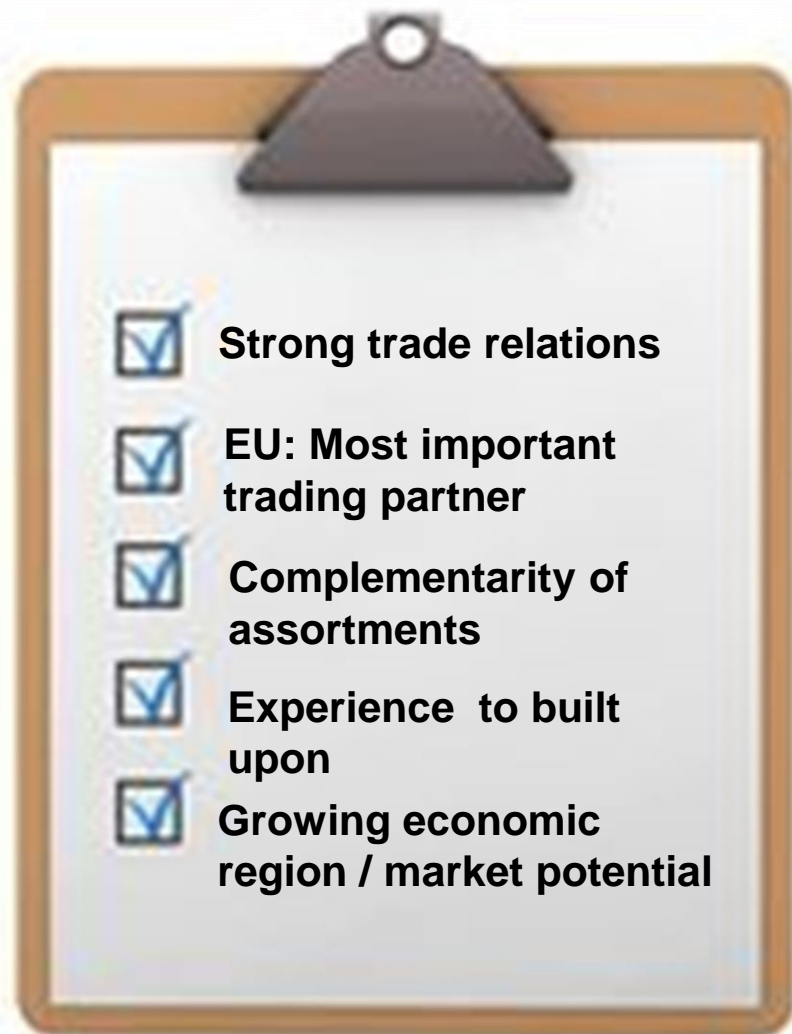 Strong trade relations
EU: Most important
trading partner
Complementarity of
assortments
Experience to built
upon
Growing economic
region / market potential